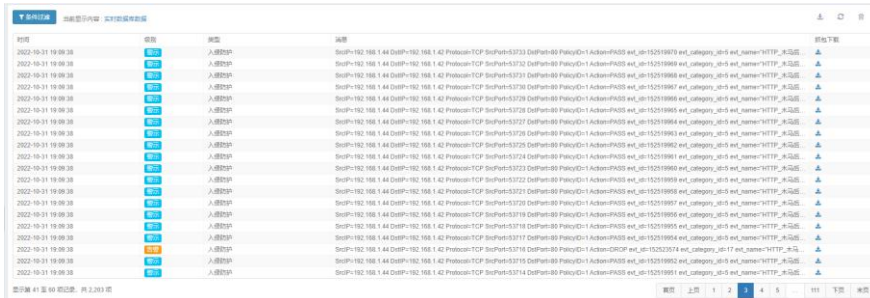 条件过滤 当前显示内容: 实时数据库数据
时间 级别 类型 消息 抓包下载
2022-10-31 19:09:38 警示 入侵防护 SrcIP=192.168.1.44 DstIP=192.168.1.42 Protocol=TCP SrcPort=53733 DstPort=80 PolicyID=1 Action=PASS evt_id=152519970 evt_category_id=5 evt_name="HTTP_木马后...
2022-10-31 19:09:38 警示 入侵防护 SrcIP=192.168.1.44 DstIP=192.168.1.42 Protocol=TCP SrcPort=53732 DstPort=80 PolicyID=1 Action=PASS evt_id=152519969 evt_category_id=5 evt_name="HTTP_木马后...
2022-10-31 19:09:38 警示 入侵防护 SrcIP=192.168.1.44 DstIP=192.168.1.42 Protocol=TCP SrcPort=53731 DstPort=80 PolicyID=1 Action=PASS evt_id=152519968 evt_category_id=5 evt_name="HTTP_木马后...
2022-10-31 19:09:38 警示 入侵防护 SrcIP=192.168.1.44 DstIP=192.168.1.42 Protocol=TCP SrcPort=53730 DstPort=80 PolicyID=1 Action=PASS evt_id=152519967 evt_category_id=5 evt_name="HTTP_木马后...
2022-10-31 19:09:38 警示 入侵防护 SrcIP=192.168.1.44 DstIP=192.168.1.42 Protocol=TCP SrcPort=53729 DstPort=80 PolicyID=1 Action=PASS evt_id=152519966 evt_category_id=5 evt_name="HTTP_木马后...
2022-10-31 19:09:38 警示 入侵防护 SrcIP=192.168.1.44 DstIP=192.168.1.42 Protocol=TCP SrcPort=53728 DstPort=80 PolicyID=1 Action=PASS evt_id=152519965 evt_category_id=5 evt_name="HTTP_木马后...
2022-10-31 19:09:38 警示 入侵防护 SrcIP=192.168.1.44 DstIP=192.168.1.42 Protocol=TCP SrcPort=53727 DstPort=80 PolicyID=1 Action=PASS evt_id=152519964 evt_category_id=5 evt_name="HTTP_木马后...
2022-10-31 19:09:38 警示 入侵防护 SrcIP=192.168.1.44 DstIP=192.168.1.42 Protocol=TCP SrcPort=53726 DstPort=80 PolicyID=1 Action=PASS evt_id=152519963 evt_category_id=5 evt_name="HTTP_木马后...
2022-10-31 19:09:38 警示 入侵防护 SrcIP=192.168.1.44 DstIP=192.168.1.42 Protocol=TCP SrcPort=53725 DstPort=80 PolicyID=1 Action=PASS evt_id=152519962 evt_category_id=5 evt_name="HTTP_木马后...
2022-10-31 19:09:38 警示 入侵防护 SrcIP=192.168.1.44 DstIP=192.168.1.42 Protocol=TCP SrcPort=53724 DstPort=80 PolicyID=1 Action=PASS evt_id=152519961 evt_category_id=5 evt_name="HTTP_木马后...
2022-10-31 19:09:38 警示 入侵防护 SrcIP=192.168.1.44 DstIP=192.168.1.42 Protocol=TCP SrcPort=53723 DstPort=80 PolicyID=1 Action=PASS evt_id=152519960 evt_category_id=5 evt_name="HTTP_木马后...
2022-10-31 19:09:38 警示 入侵防护 SrcIP=192.168.1.44 DstIP=192.168.1.42 Protocol=TCP SrcPort=53722 DstPort=80 PolicyID=1 Action=PASS evt_id=152519959 evt_category_id=5 evt_name="HTTP_木马后...
2022-10-31 19:09:38 警示 入侵防护 SrcIP=192.168.1.44 DstIP=192.168.1.42 Protocol=TCP SrcPort=53721 DstPort=80 PolicyID=1 Action=PASS evt_id=152519958 evt_category_id=5 evt_name="HTTP_木马后...
2022-10-31 19:09:38 警示 入侵防护 SrcIP=192.168.1.44 DstIP=192.168.1.42 Protocol=TCP SrcPort=53720 DstPort=80 PolicyID=1 Action=PASS evt_id=152519957 evt_category_id=5 evt_name="HTTP_木马后...
2022-10-31 19:09:38 警示 入侵防护 SrcIP=192.168.1.44 DstIP=192.168.1.42 Protocol=TCP SrcPort=53719 DstPort=80 PolicyID=1 Action=PASS evt_id=152519956 evt_category_id=5 evt_name="HTTP_木马后...
2022-10-31 19:09:38 警示 入侵防护 SrcIP=192.168.1.44 DstIP=192.168.1.42 Protocol=TCP SrcPort=53718 DstPort=80 PolicyID=1 Action=PASS evt_id=152519955 evt_category_id=5 evt_name="HTTP_木马后...
2022-10-31 19:09:38 警示 入侵防护 SrcIP=192.168.1.44 DstIP=192.168.1.42 Protocol=TCP SrcPort=53717 DstPort=80 PolicyID=1 Action=PASS evt_id=152519954 evt_category_id=5 evt_name="HTTP_木马后...
2022-10-31 19:09:38 入侵防护 SrcIP=192.168.1.44 DstIP=192.168.1.42 Protocol=TCP SrcPort=53716 DstPort=80 PolicyID=1 Action=DROP evt_id=152523574 evt_category_id=17 evt_name="HTTP_木马...
2022-10-31 19:09:38 警示 入侵防护 SrcIP=192.168.1.44 DstIP=192.168.1.42 Protocol=TCP SrcPort=53715 DstPort=80 PolicyID=1 Action=PASS evt_id=152519952 evt_category_id=5 evt_name="HTTP_木马后...
2022-10-31 19:09:38 警示 入侵防护 SrcIP=192.168.1.44 DstIP=192.168.1.42 Protocol=TCP SrcPort=53714 DstPort=80 PolicyID=1 Action=PASS evt_id=152519951 evt_category_id=5 evt_name="HTTP_木马后...
显示第 41 至 60 项记录，共 2,203 项 首页 上页 1 2 3 4 5 ... 111 下页 末页